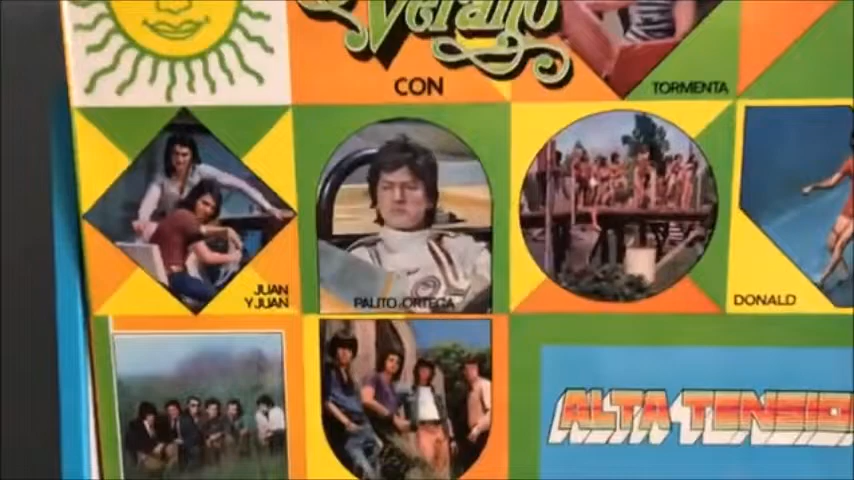 Verano
CON
TORMENTA
JUAN
Y JUAN
PALITO ORTEGA
DONALD
ALTA TENSIO